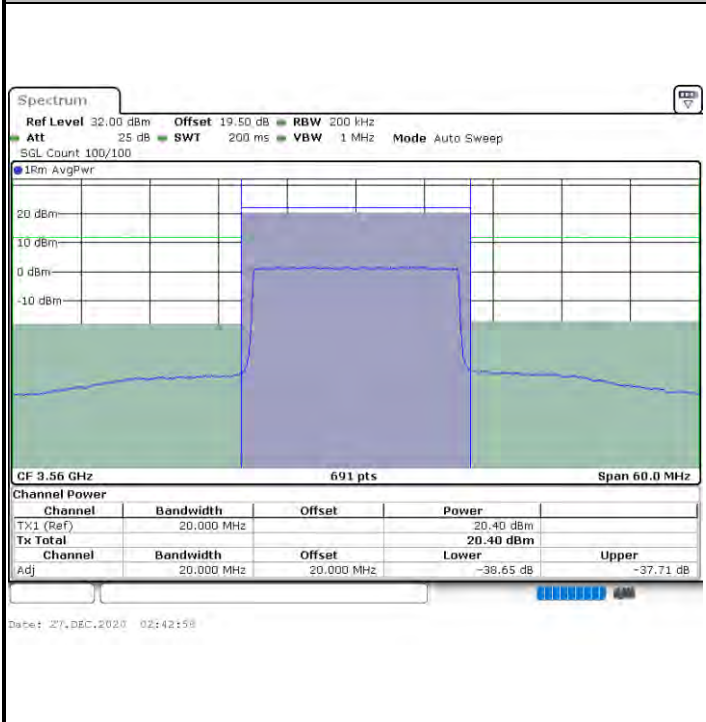 Spectrum
Ref Level 32.00 dBm Offset 19.50 dB RBW 200 kHz
Att 25 dB SWT 200 ms VBW 1 MHz Mode Auto Sweep
SGL Count 100/100
1Rm AvgPwr
20 dBm
10 dBm
0 dBm
-10 dBm
CF 3.56 GHz 691 pts Span 60.0 MHz
Channel Power
Channel Bandwidth Offset Power
TX1 (Ref) 20.000 MHz 20.40 dBm
Tx Total 20.40 dBm
Channel Bandwidth Offset Lower Upper
Adj 20.000 MHz 20.000 MHz -38.65 dB -37.71 dB
Date: 27.DEC.2020 02:42:58